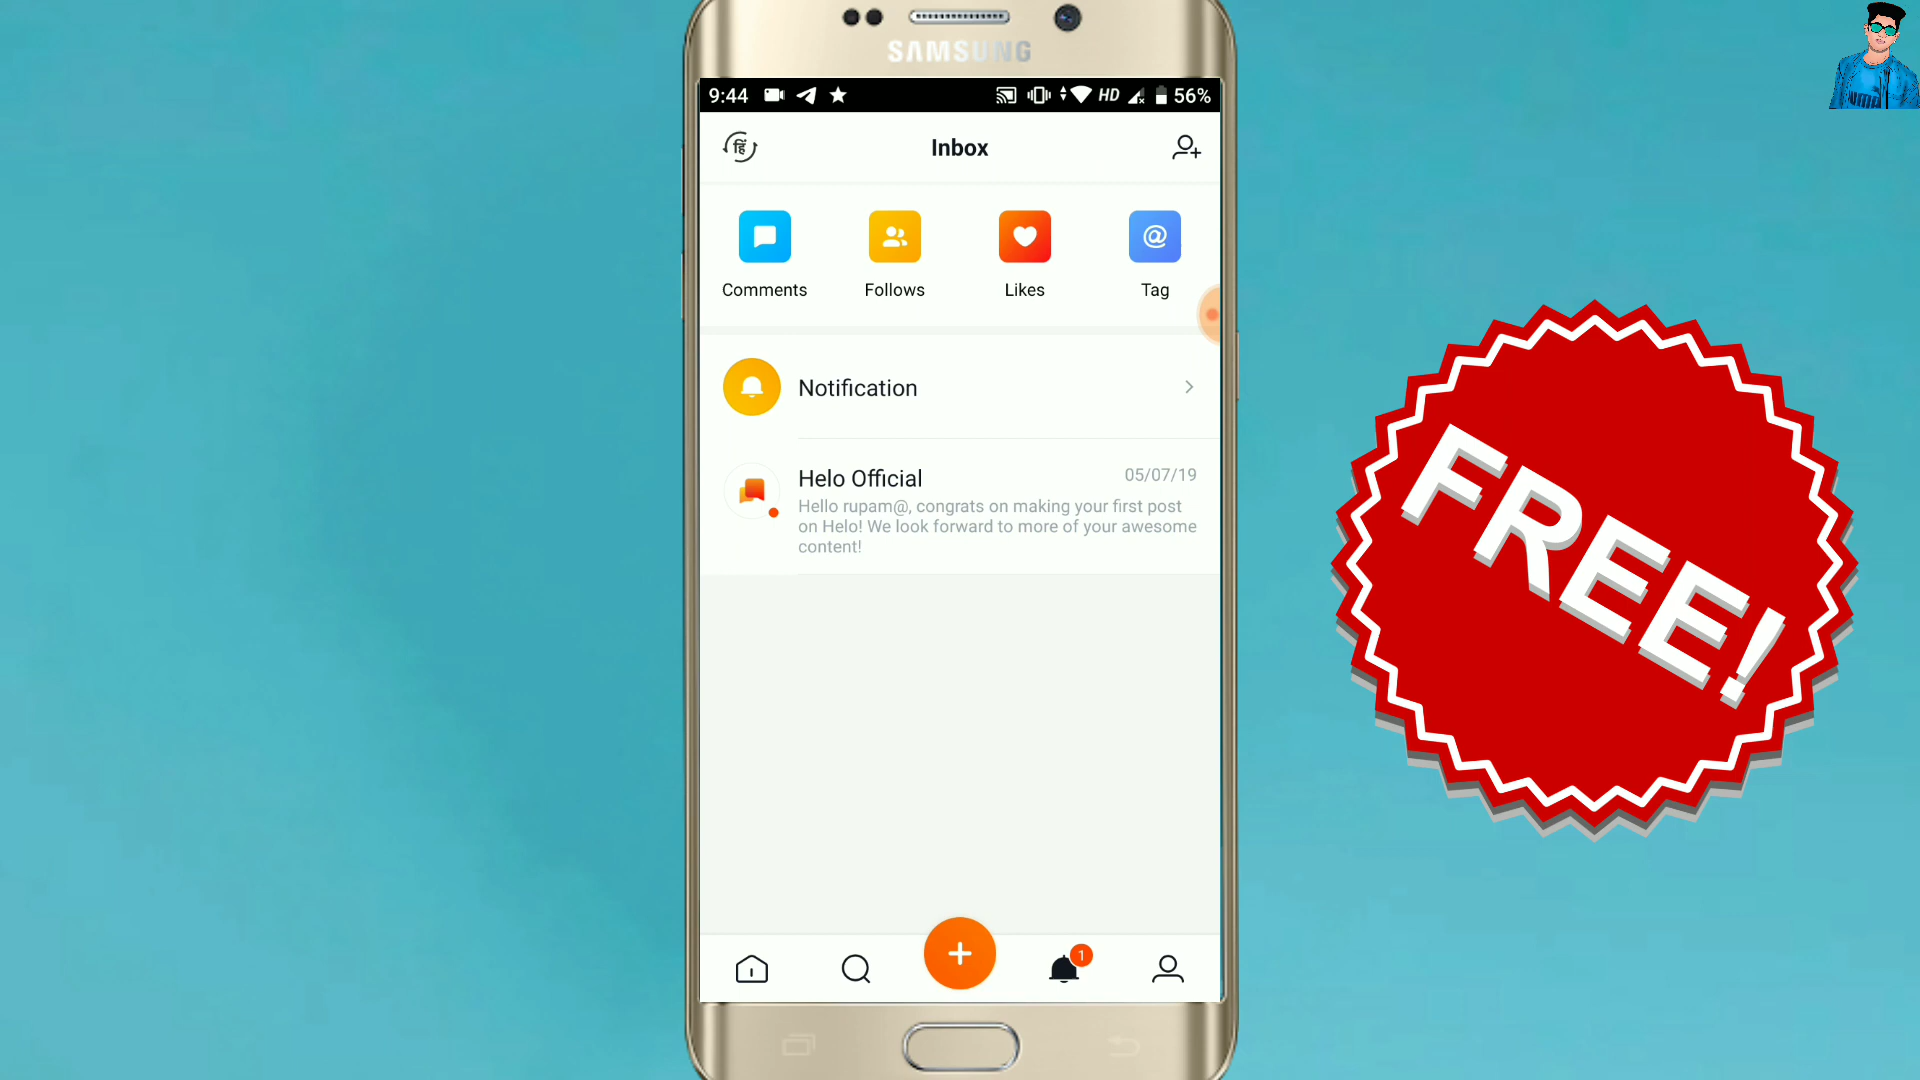 SAMSUNG
9:44
HD
56%
हिं
Inbox
Comments
Follows
Likes
@
Tag
Notification
Helo Official
05/07/19
Hello rupam@, congrats on making your first post
on Helo! We look forward to more of your awesome
content!
1
FREE!
PUMA